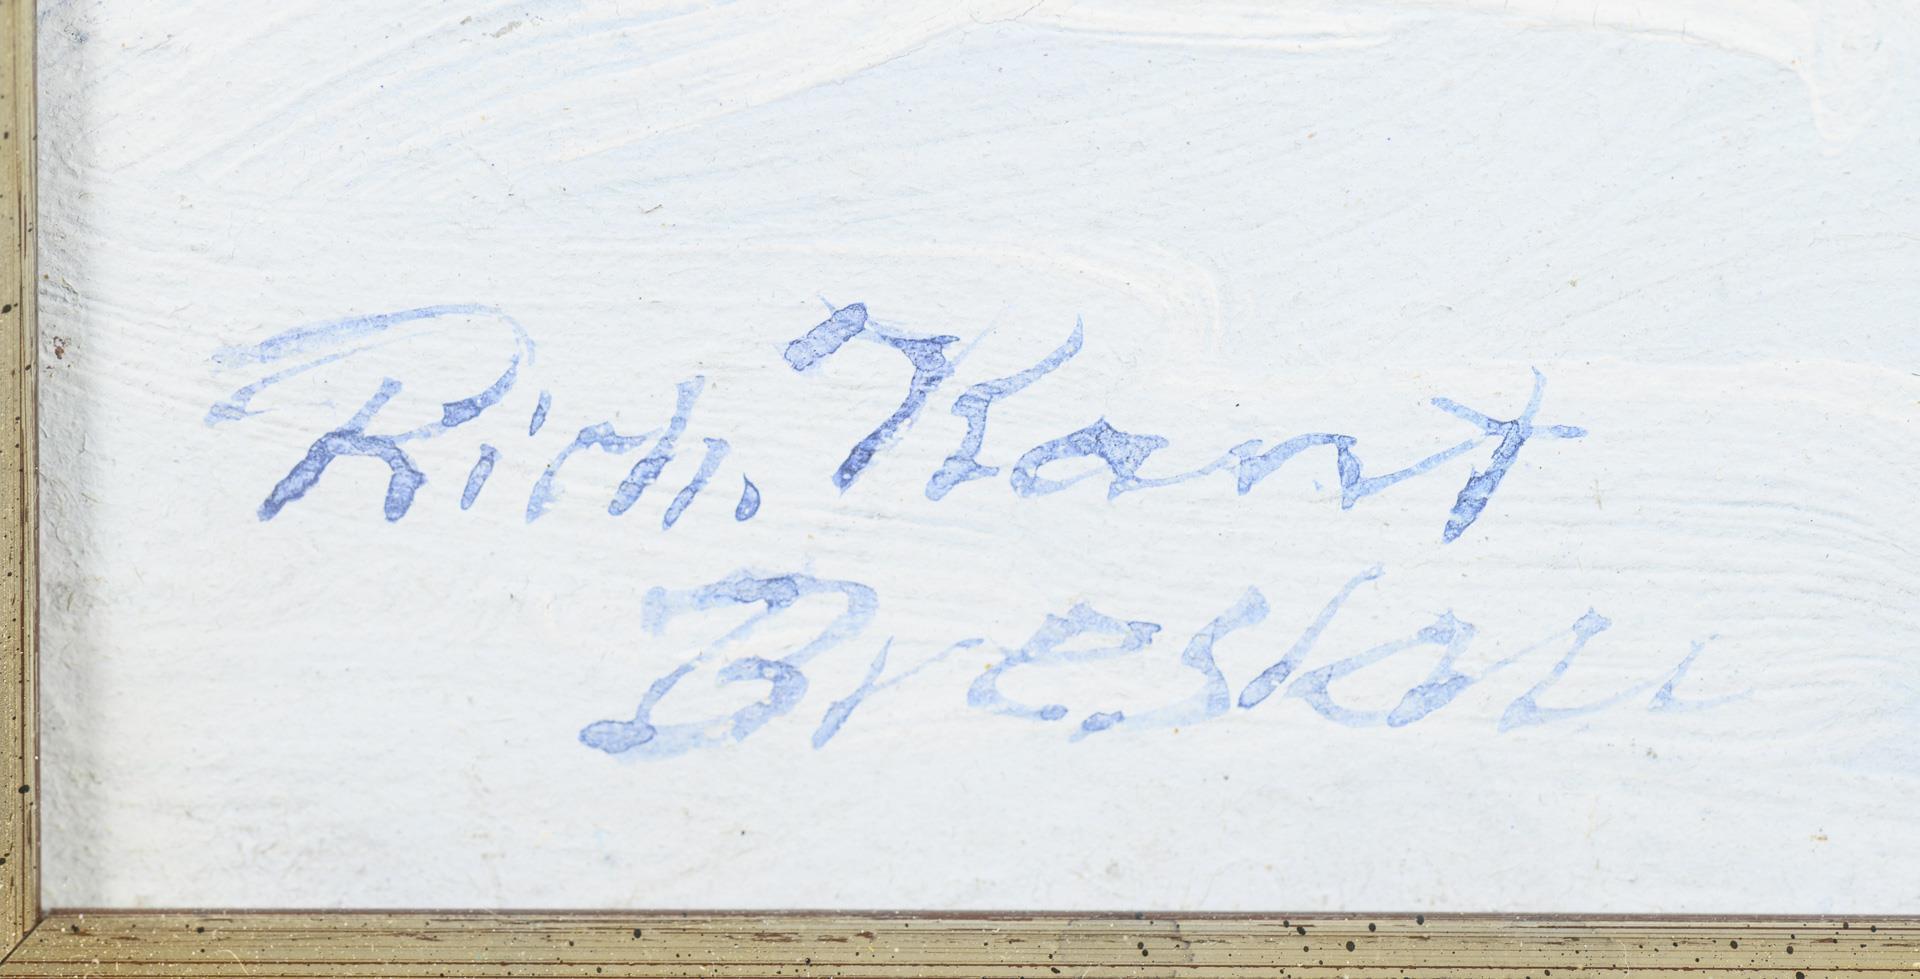 Rich. Kant
Breslau